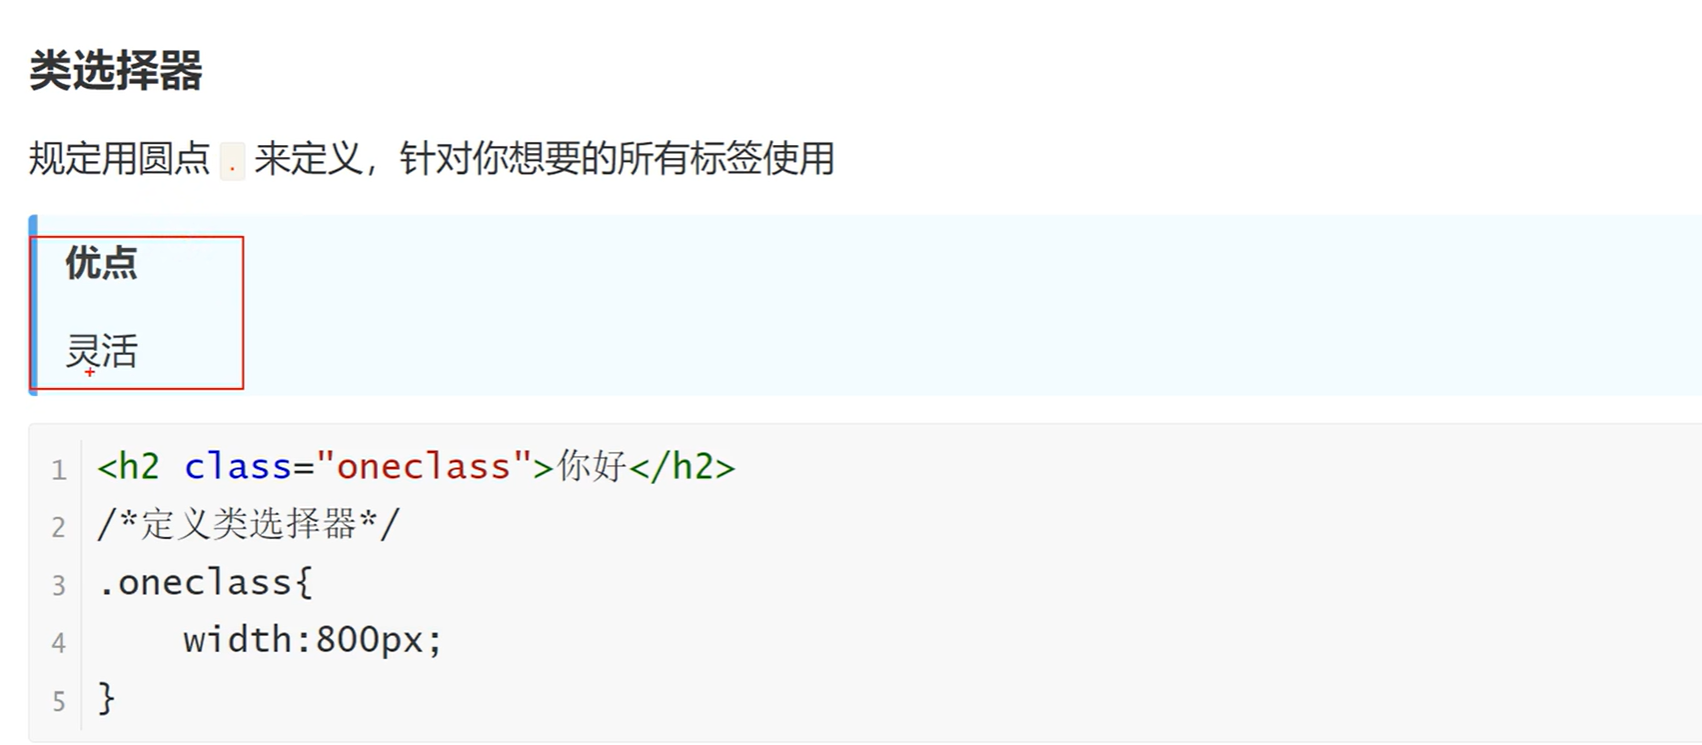 类选择器
规定用圆点 . 来定义，针对你想要的所有标签使用
优点
灵活
1 <h2 class="oneclass">你好</h2>
2 /*定义类选择器*/
3 .oneclass{
4     width:800px;
5 }